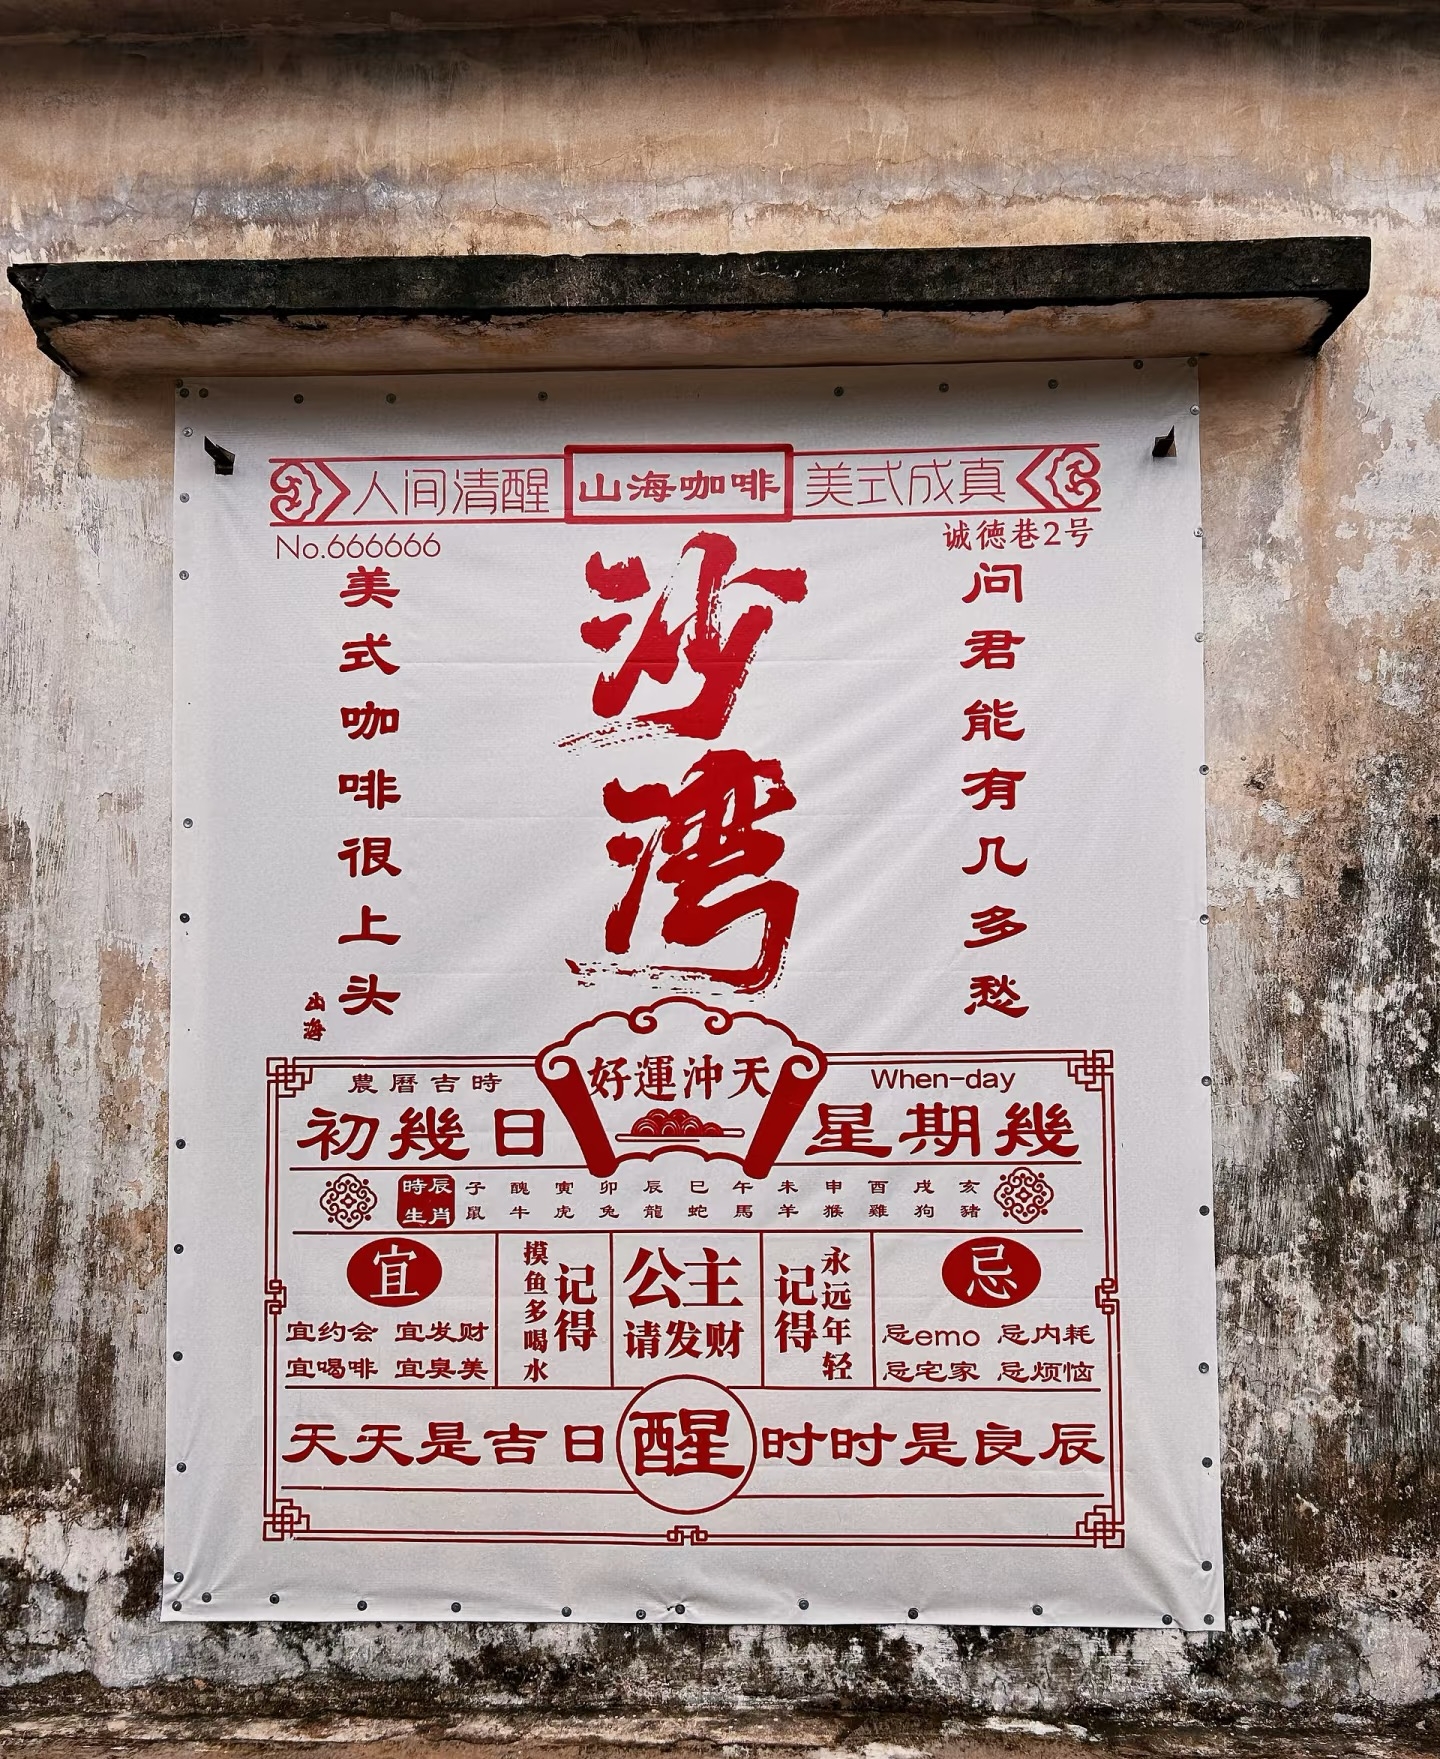 人间清醒 山海咖啡 美式成真
No.666666
诚德巷2号
沙湾
问君能有几多愁
美式咖啡很上头
山海
好運沖天
農曆吉時
初幾日
When-day
星期幾
時辰生肖
子 醜 寅 卯 辰 巳 午 未 申 酉 戌 亥
鼠 牛 虎 兔 龍 蛇 馬 羊 猴 雞 狗 豬
宜
宜约会 宜发财
宜喝啡 宜臭美
记得
摸鱼多喝水
公主
请发财
记得
永远年轻
忌
忌emo 忌内耗
忌宅家 忌烦恼
天天是吉日 醒 时时是良辰